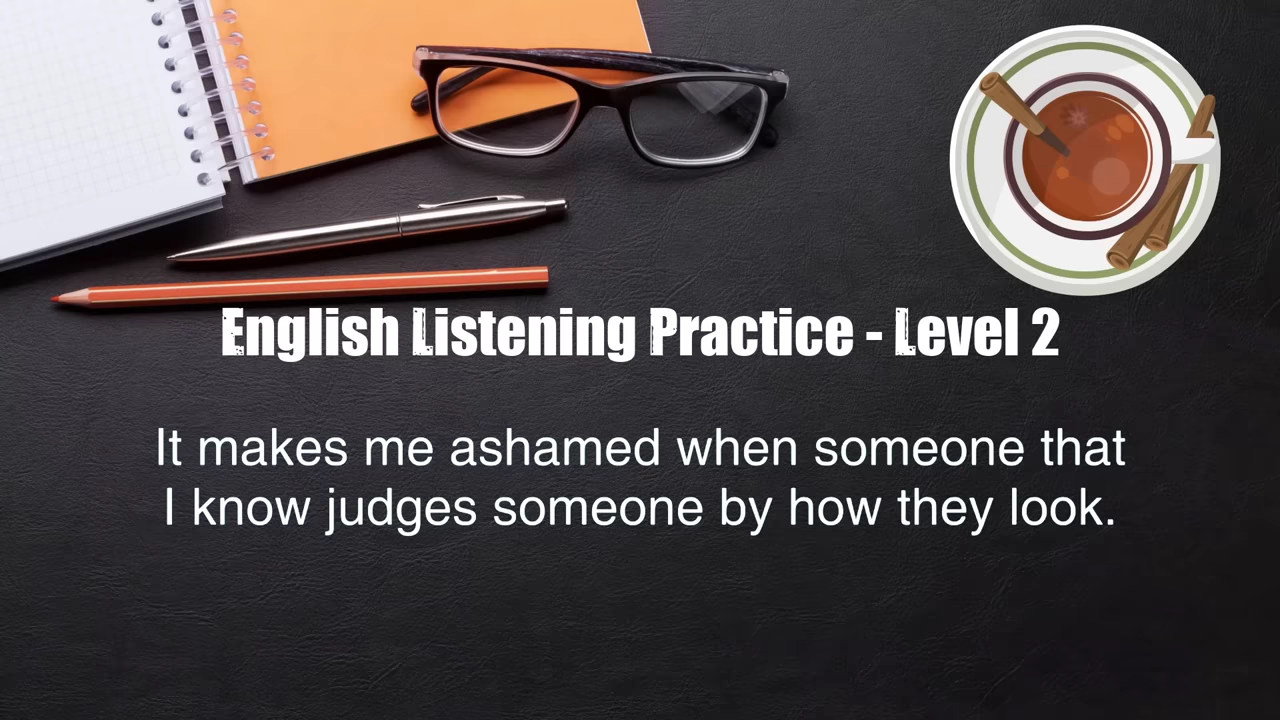 English Listening Practice - Level 2
It makes me ashamed when someone that
I know judges someone by how they look.